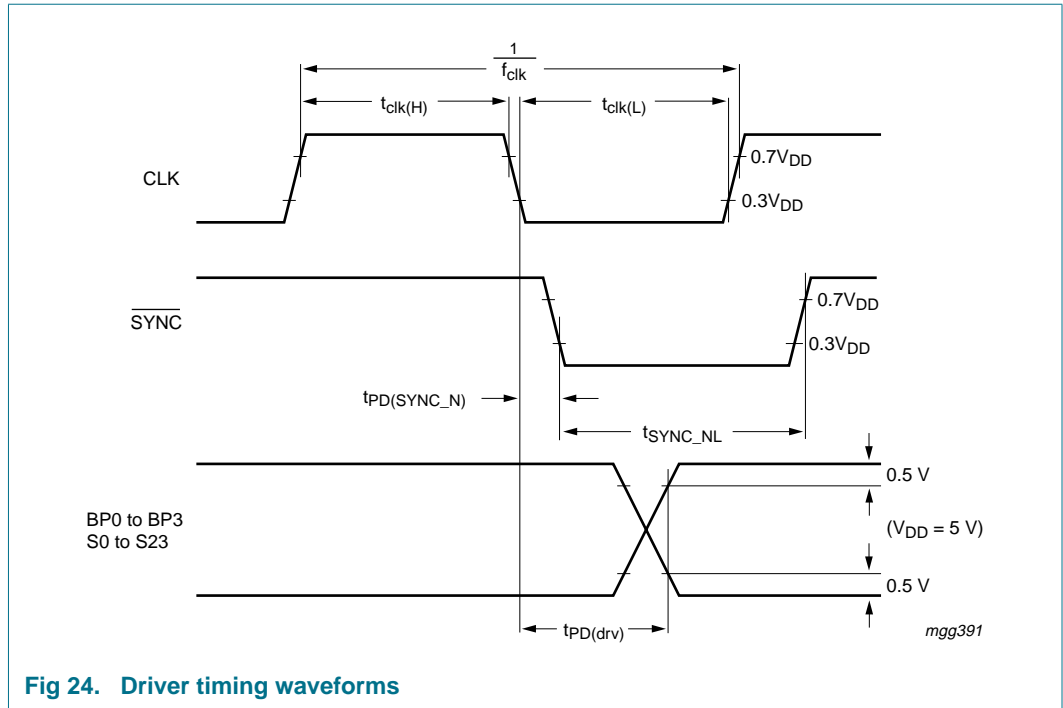 1
fclk
tclk(H)
tclk(L)
CLK
0.7VDD
0.3VDD
SYNC
0.7VDD
0.3VDD
tPD(SYNC_N)
tSYNC_NL
0.5 V
BP0 to BP3
S0 to S23
(VDD = 5 V)
0.5 V
tPD(drv)
mgg391
Fig 24. Driver timing waveforms